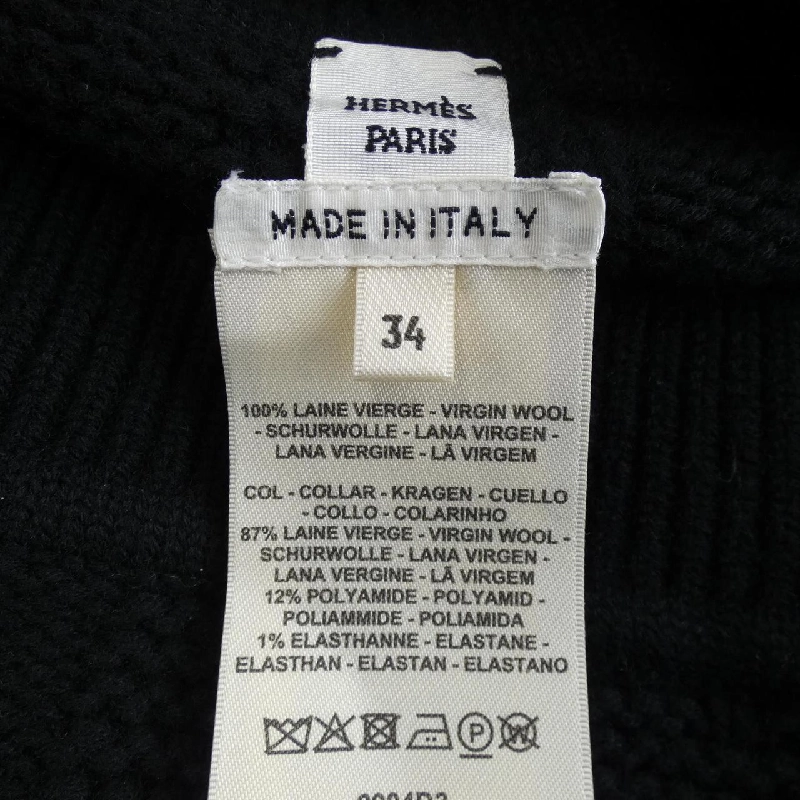 HERMÈS
PARIS
MADE IN ITALY
34
100% LAINE VIERGE - VIRGIN WOOL
- SCHURWOLLE - LANA VIRGEN -
LANA VERGINE - LÃ VIRGEM
COL - COLLAR - KRAGEN - CUELLO
- COLLO - COLARINHO
87% LAINE VIERGE - VIRGIN WOOL -
SCHURWOLLE - LANA VIRGEN -
LANA VERGINE - LÃ VIRGEM
12% POLYAMIDE - POLYAMID -
POLIAMMIDE - POLIAMIDA
1% ELASTHANNE - ELASTANE -
ELASTHAN - ELASTAN - ELASTANO
P W